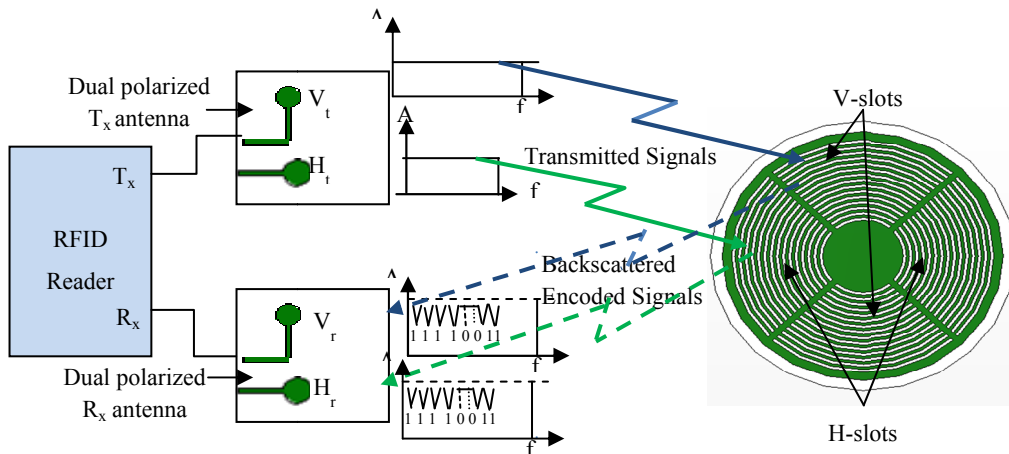 Dual polarized
Tx antenna
RFID
Reader
Tx
Rx
Vt
Ht
A
f
Transmitted Signals
V-slots
Backscattered
Encoded Signals
Vr
Hr
Dual polarized
Rx antenna
1 1 1 1 0 0 1 1
f
1 1 1 1 0 0 1 1
f
H-slots